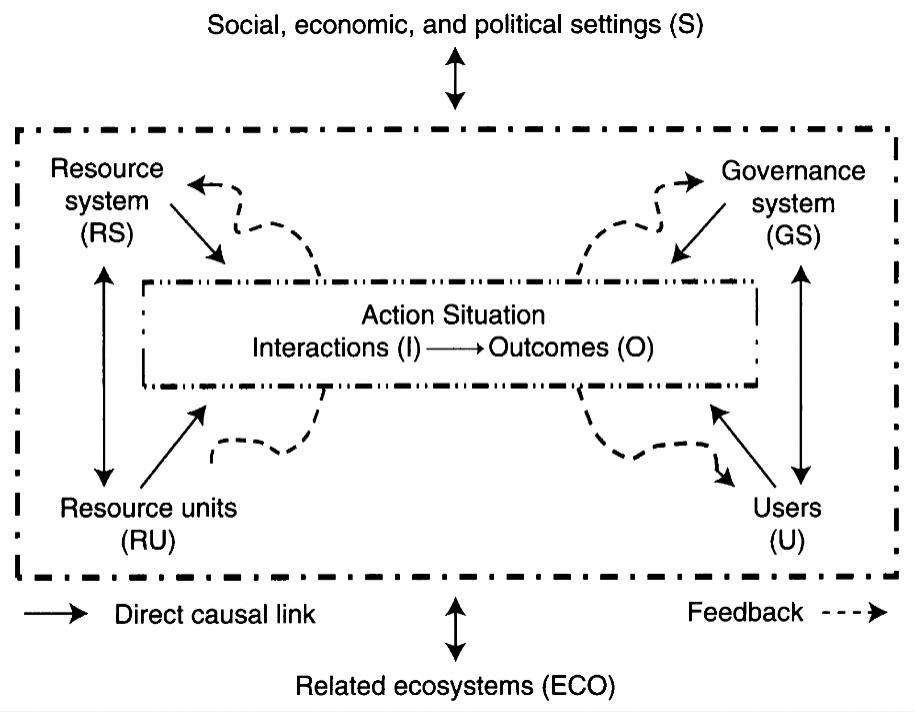 Social, economic, and political settings (S)
Resource
system
(RS)
Governance
system
(GS)
Action Situation
Interactions (I) Outcomes (O)
Resource units
(RU)
Users
(U)
Direct causal link
Feedback
Related ecosystems (ECO)